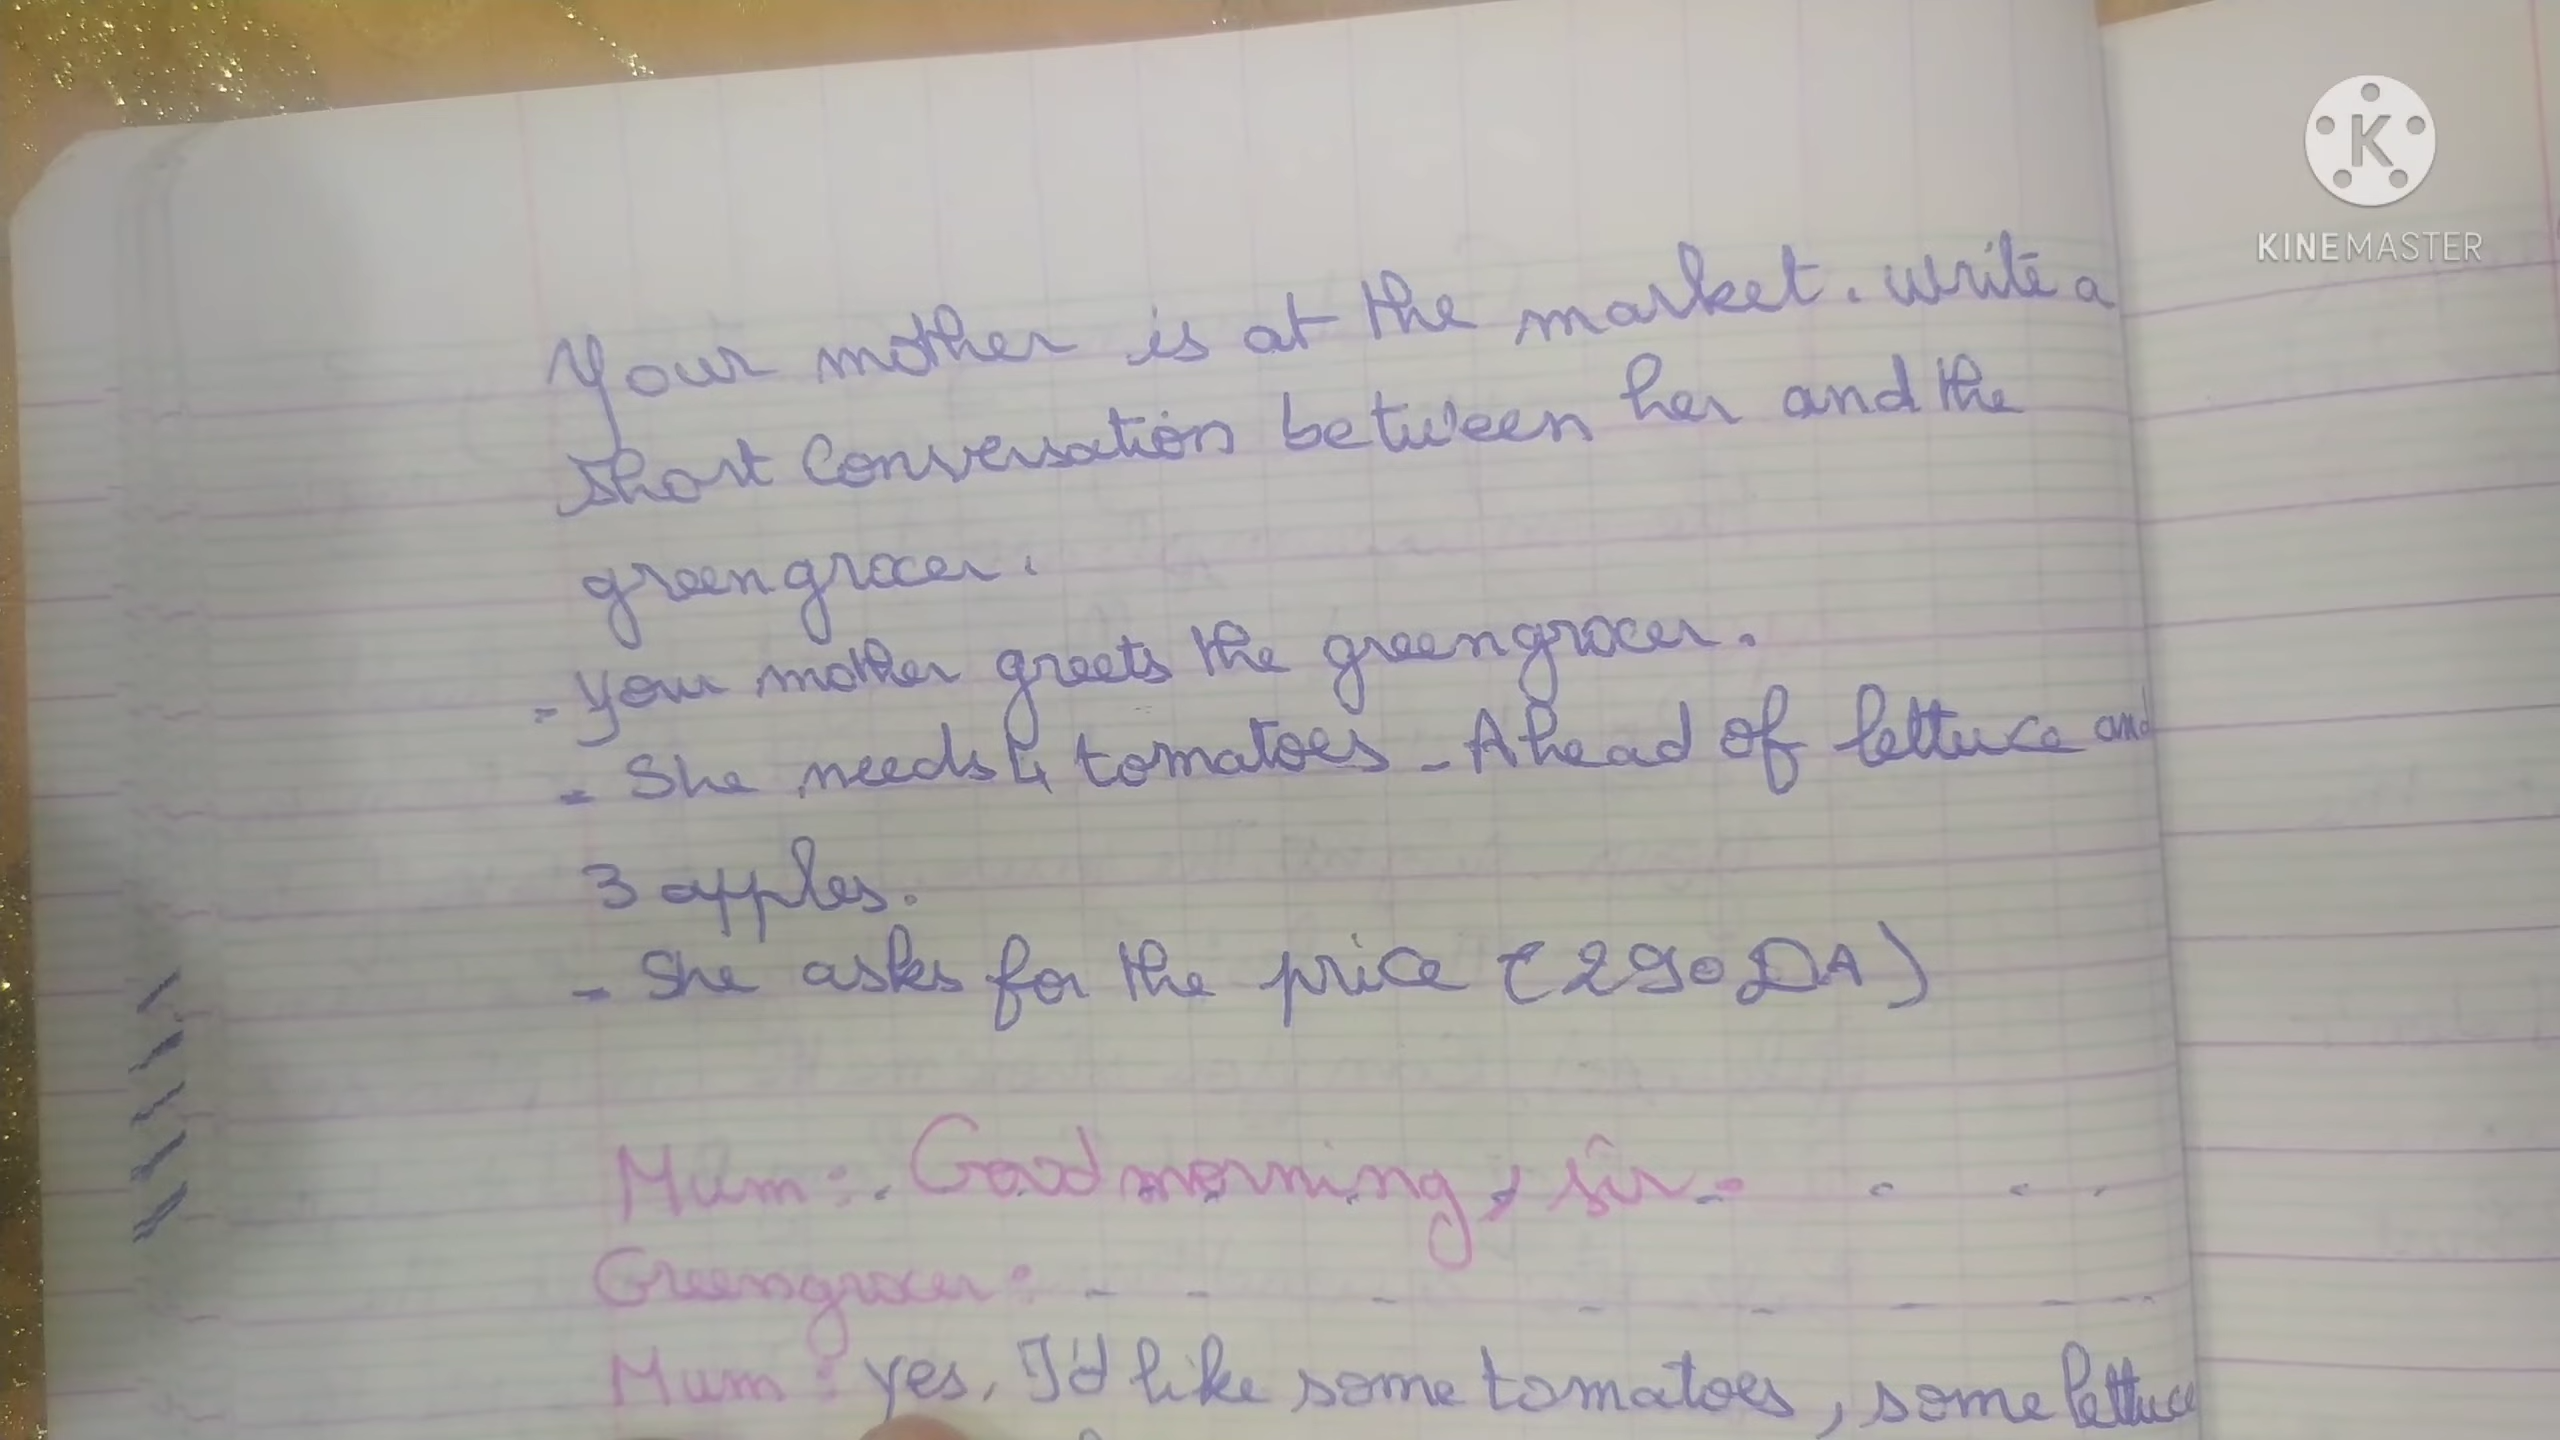 K
KINEMASTER
Your mother is at the market. write a
short Conversation between her and the
greengrocer.
- Your mother greets the greengrocer.
- She needs 4 tomatoes - A head of lettuce and
3 apples.
- She asks for the price (290 DA)
Mum: Good morning, sir.
Greengrocer: - - - - - - -
Mum: yes, I'd like some tomatoes, some lettuce